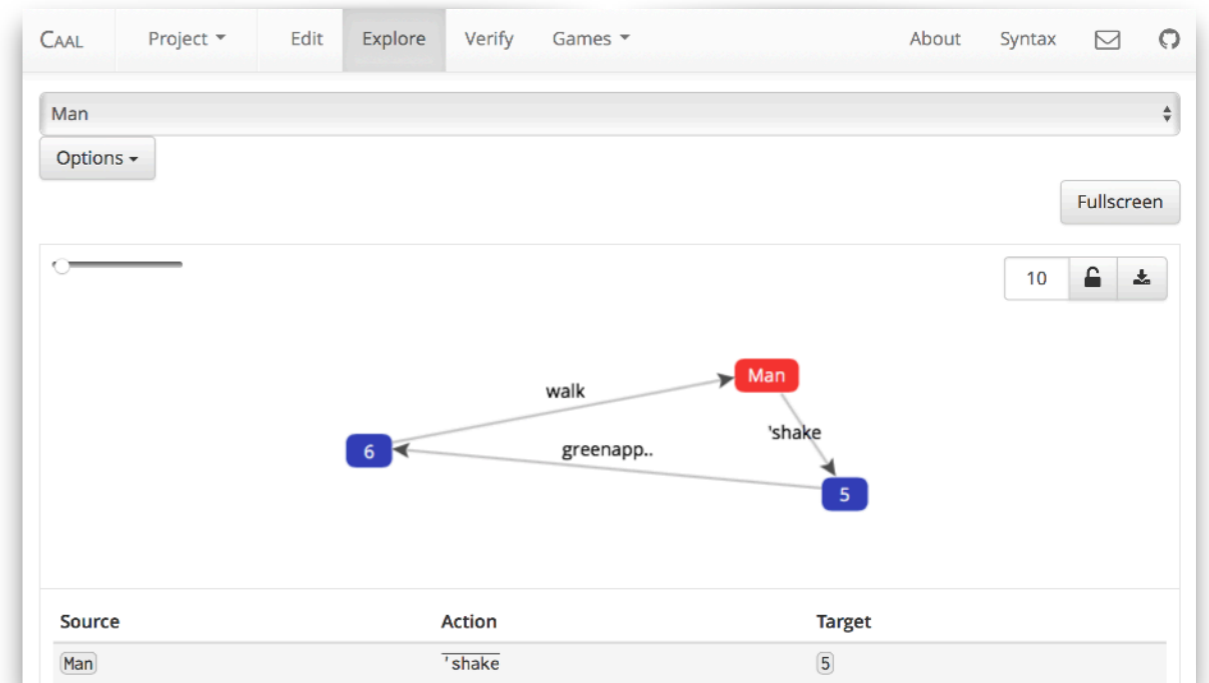 CAAL Project Edit Explore Verify Games About Syntax
Man
Options
Fullscreen
10
Man
walk
'shake
greenapp..
6
5
Source Action Target
Man 'shake 5